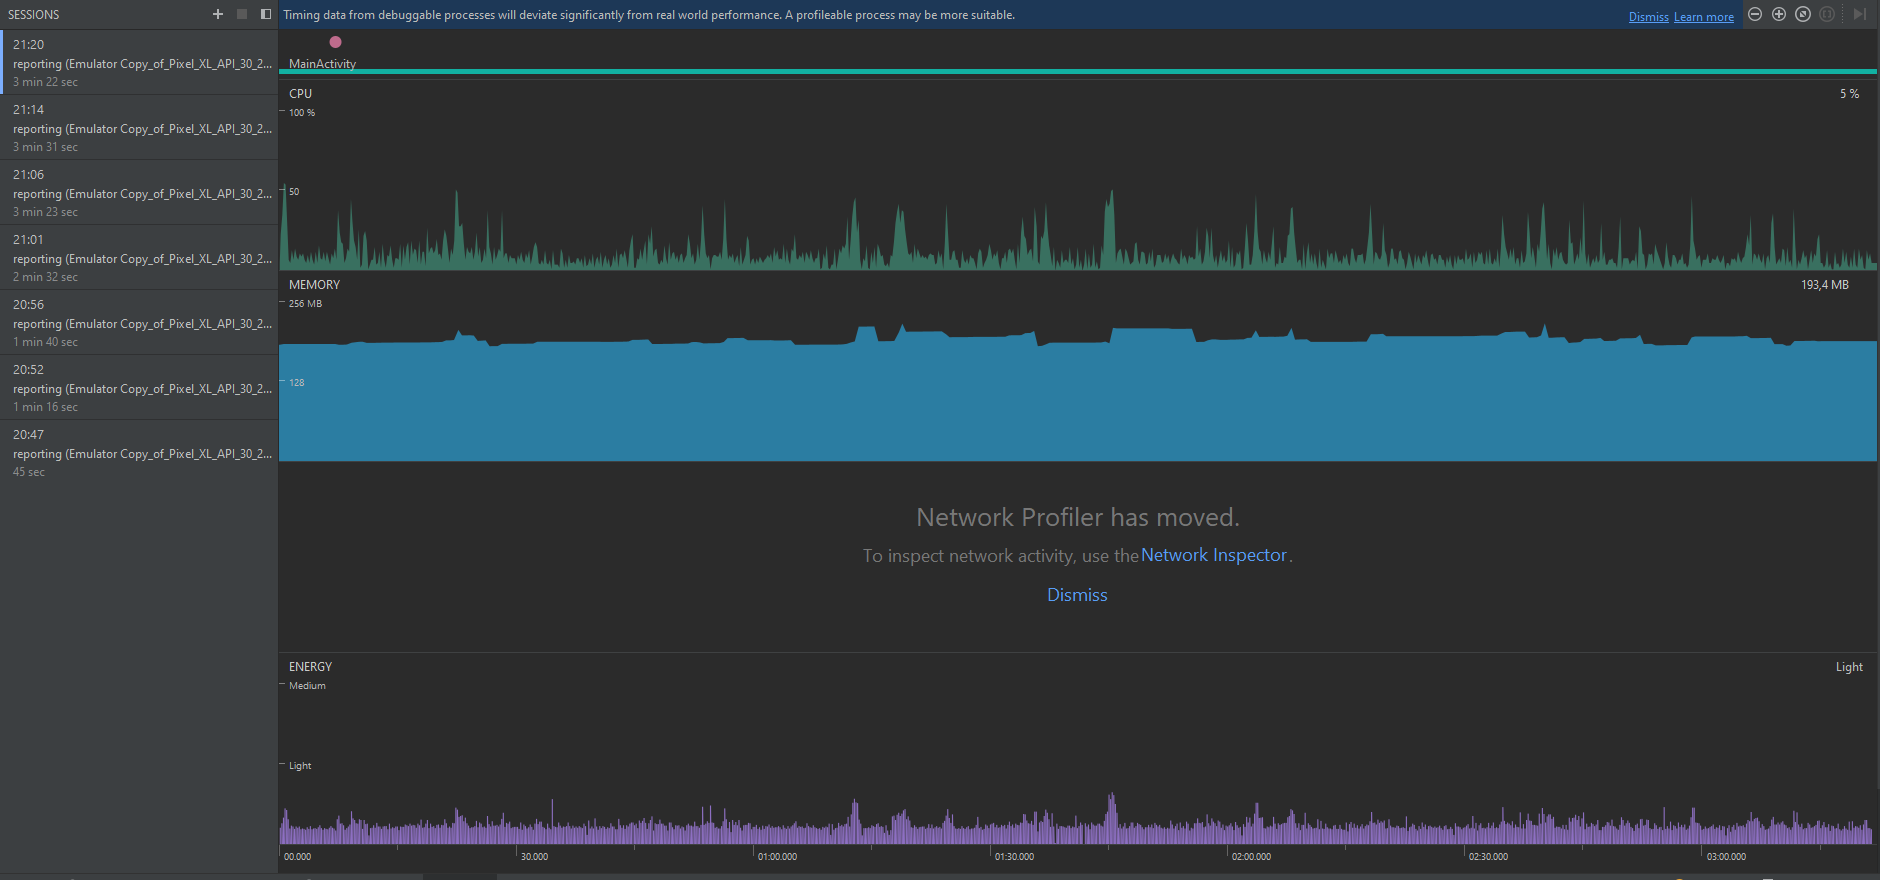 SESSIONS
Timing data from debuggable processes will deviate significantly from real world performance. A profileable process may be more suitable.
Dismiss Learn more
21:20
reporting (Emulator Copy_of_Pixel_XL_API_30_2...
3 min 22 sec
21:14
reporting (Emulator Copy_of_Pixel_XL_API_30_2...
3 min 31 sec
21:06
reporting (Emulator Copy_of_Pixel_XL_API_30_2...
3 min 23 sec
21:01
reporting (Emulator Copy_of_Pixel_XL_API_30_2...
2 min 32 sec
20:56
reporting (Emulator Copy_of_Pixel_XL_API_30_2...
1 min 40 sec
20:52
reporting (Emulator Copy_of_Pixel_XL_API_30_2...
1 min 16 sec
20:47
reporting (Emulator Copy_of_Pixel_XL_API_30_2...
45 sec
MainActivity
CPU
5 %
100 %
50
MEMORY
193,4 MB
256 MB
128
Network Profiler has moved.
To inspect network activity, use the Network Inspector.
Dismiss
ENERGY
Light
Medium
Light
00.000 30.000 01:00.000 01:30.000 02:00.000 02:30.000 03:00.000